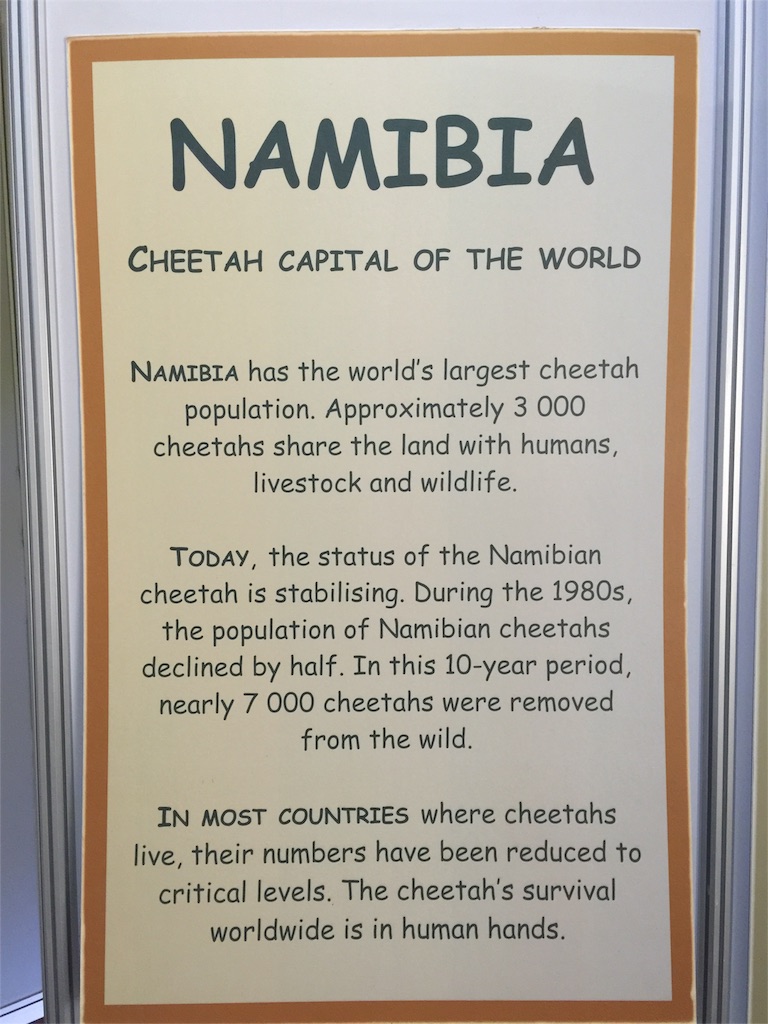 NAMIBIA
CHEETAH CAPITAL OF THE WORLD
NAMIBIA has the world's largest cheetah
population. Approximately 3 000
cheetahs share the land with humans,
livestock and wildlife.
TODAY, the status of the Namibian
cheetah is stabilising. During the 1980s,
the population of Namibian cheetahs
declined by half. In this 10-year period,
nearly 7 000 cheetahs were removed
from the wild.
IN MOST COUNTRIES where cheetahs
live, their numbers have been reduced to
critical levels. The cheetah's survival
worldwide is in human hands.